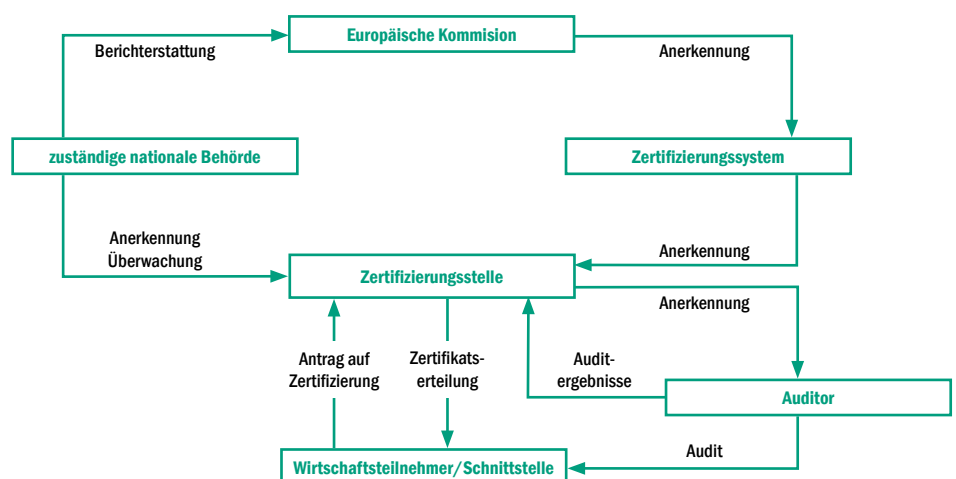 Europäische Kommision
Berichterstattung
Anerkennung
zuständige nationale Behörde
Zertifizierungssystem
Anerkennung
Überwachung
Anerkennung
Zertifizierungsstelle
Anerkennung
Antrag auf
Zertifizierung
Zertifikats-
erteilung
Audit-
ergebnisse
Auditor
Audit
Wirtschaftsteilnehmer/Schnittstelle